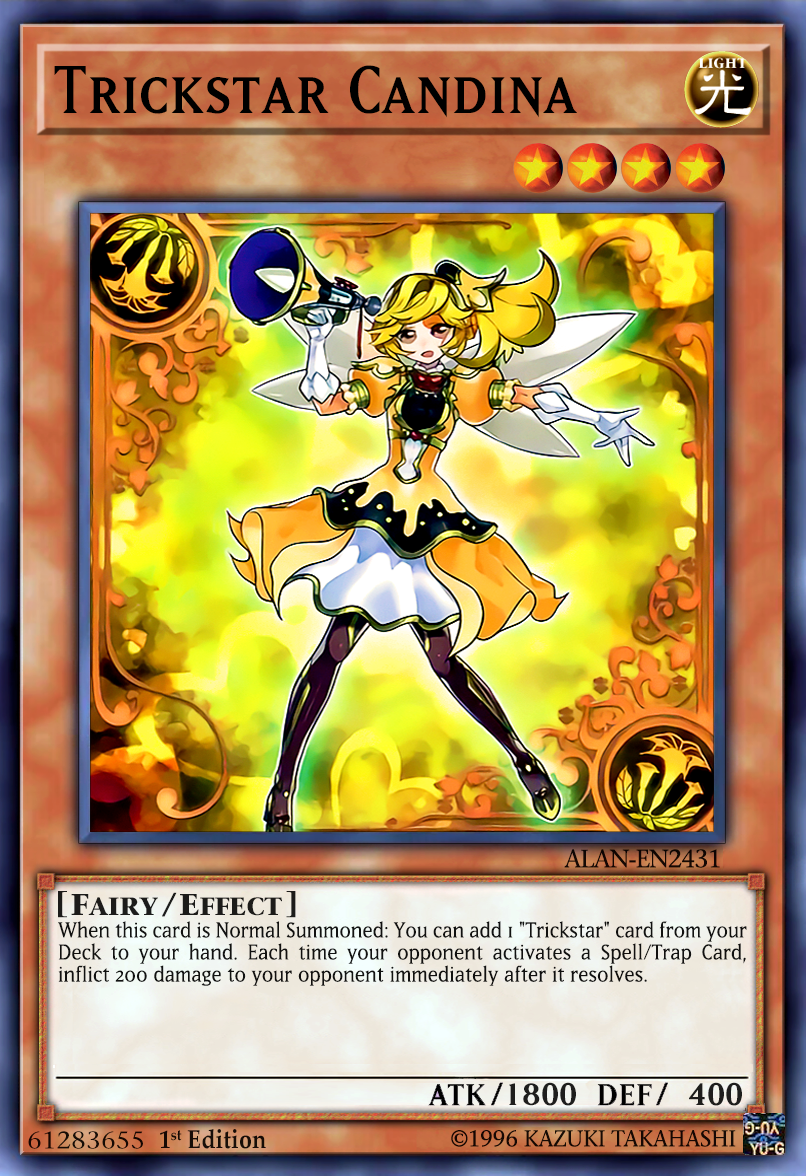 Trickstar Candina
LIGHT
光
ALAN-EN2431
[Fairy/Effect]
When this card is Normal Summoned: You can add 1 "Trickstar" card from your
Deck to your hand. Each time your opponent activates a Spell/Trap Card,
inflict 200 damage to your opponent immediately after it resolves.
ATK/1800 DEF/ 400
61283655 1st Edition ©1996 KAZUKI TAKAHASHI
YU-G
YU-G